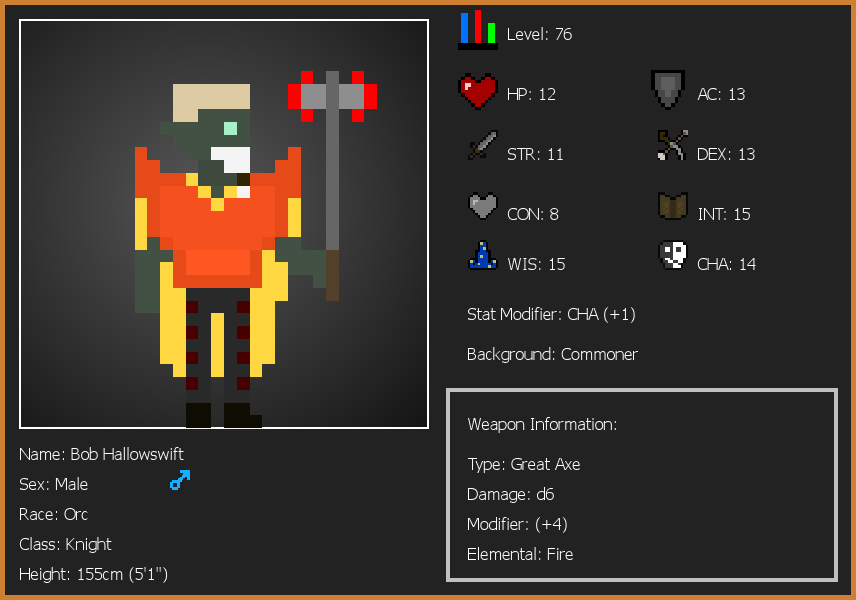 Level: 76
HP: 12
AC: 13
STR: 11
DEX: 13
CON: 8
INT: 15
WIS: 15
CHA: 14
Stat Modifier: CHA (+1)
Background: Commoner
Weapon Information:
Type: Great Axe
Damage: d6
Modifier: (+4)
Elemental: Fire
Name: Bob Hallowswift
Sex: Male
Race: Orc
Class: Knight
Height: 155cm (5'1")